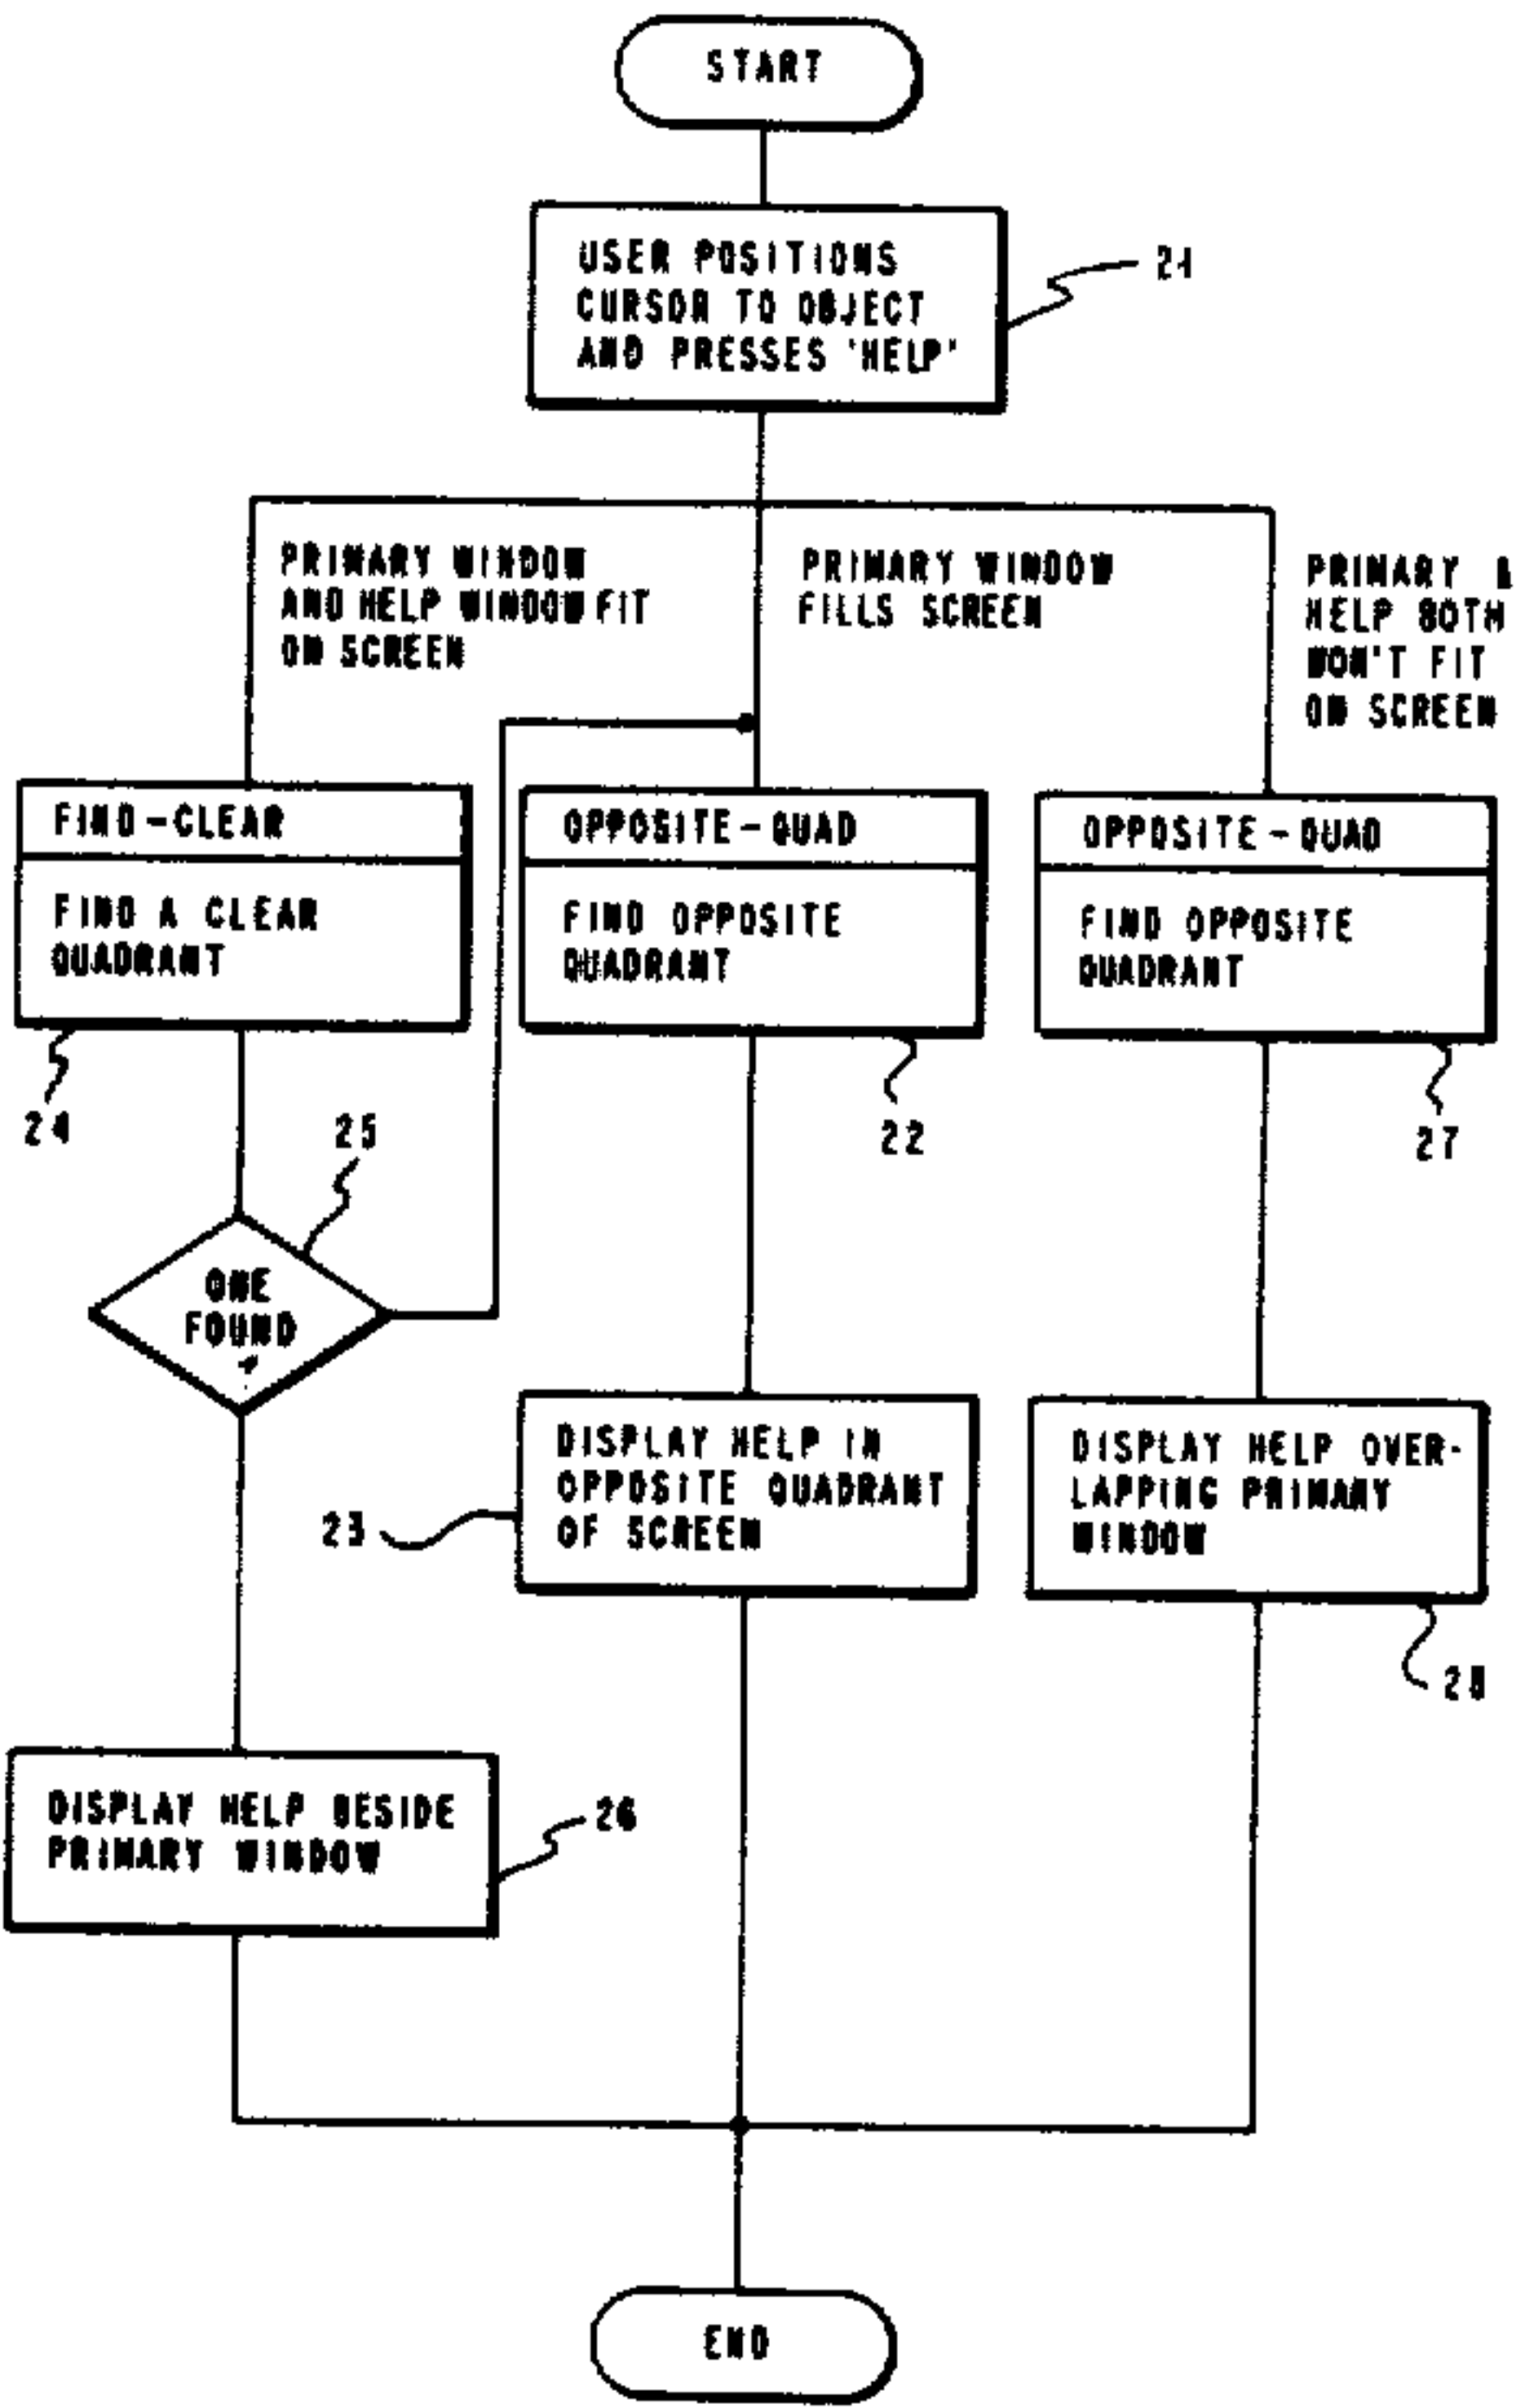 START
USER POSITIONS
CURSOR TO OBJECT
AND PRESSES 'HELP'
21
PRIMARY WINDOW
AND HELP WINDOW FIT
ON SCREEN
PRIMARY WINDOW
FILLS SCREEN
PRIMARY &
HELP BOTH
WON'T FIT
ON SCREEN
FIND-CLEAR
FIND A CLEAR
QUADRANT
24
OPPOSITE-QUAD
FIND OPPOSITE
QUADRANT
22
OPPOSITE-QUAD
FIND OPPOSITE
QUADRANT
27
25
ONE
FOUND
?
DISPLAY HELP IN
OPPOSITE QUADRANT
OF SCREEN
23
DISPLAY HELP OVER-
LAPPING PRIMARY
WINDOW
28
DISPLAY HELP BESIDE
PRIMARY WINDOW
26
END